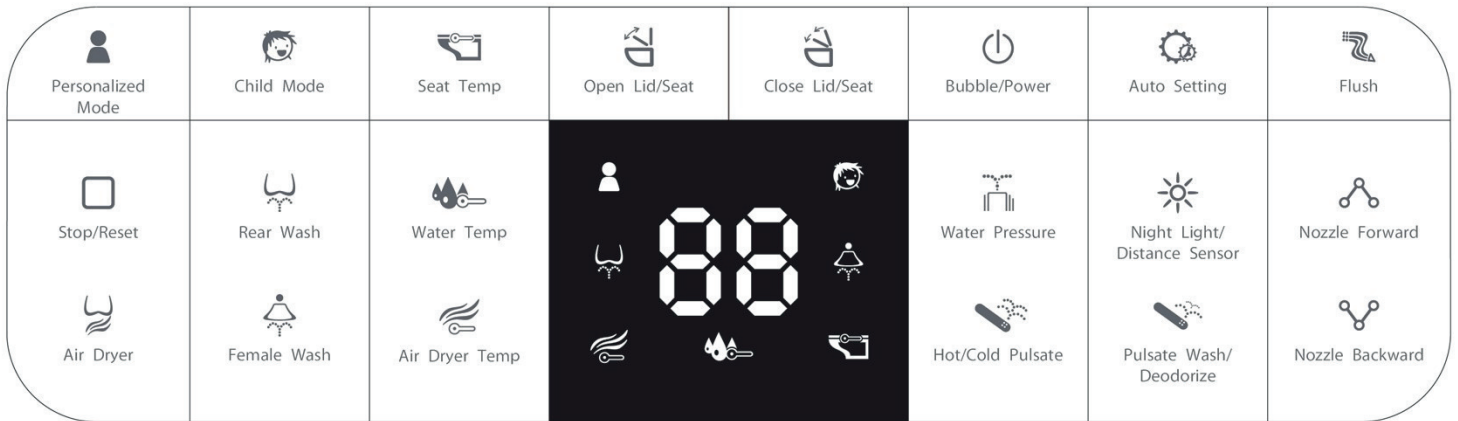 Personalized
Mode
Child Mode
Seat Temp
Open Lid/Seat
Close Lid/Seat
Bubble/Power
Auto Setting
Flush
Stop/Reset
Rear Wash
Water Temp
88
Water Pressure
Night Light/
Distance Sensor
Nozzle Forward
Air Dryer
Female Wash
Air Dryer Temp
Hot/Cold Pulsate
Pulsate Wash/
Deodorize
Nozzle Backward